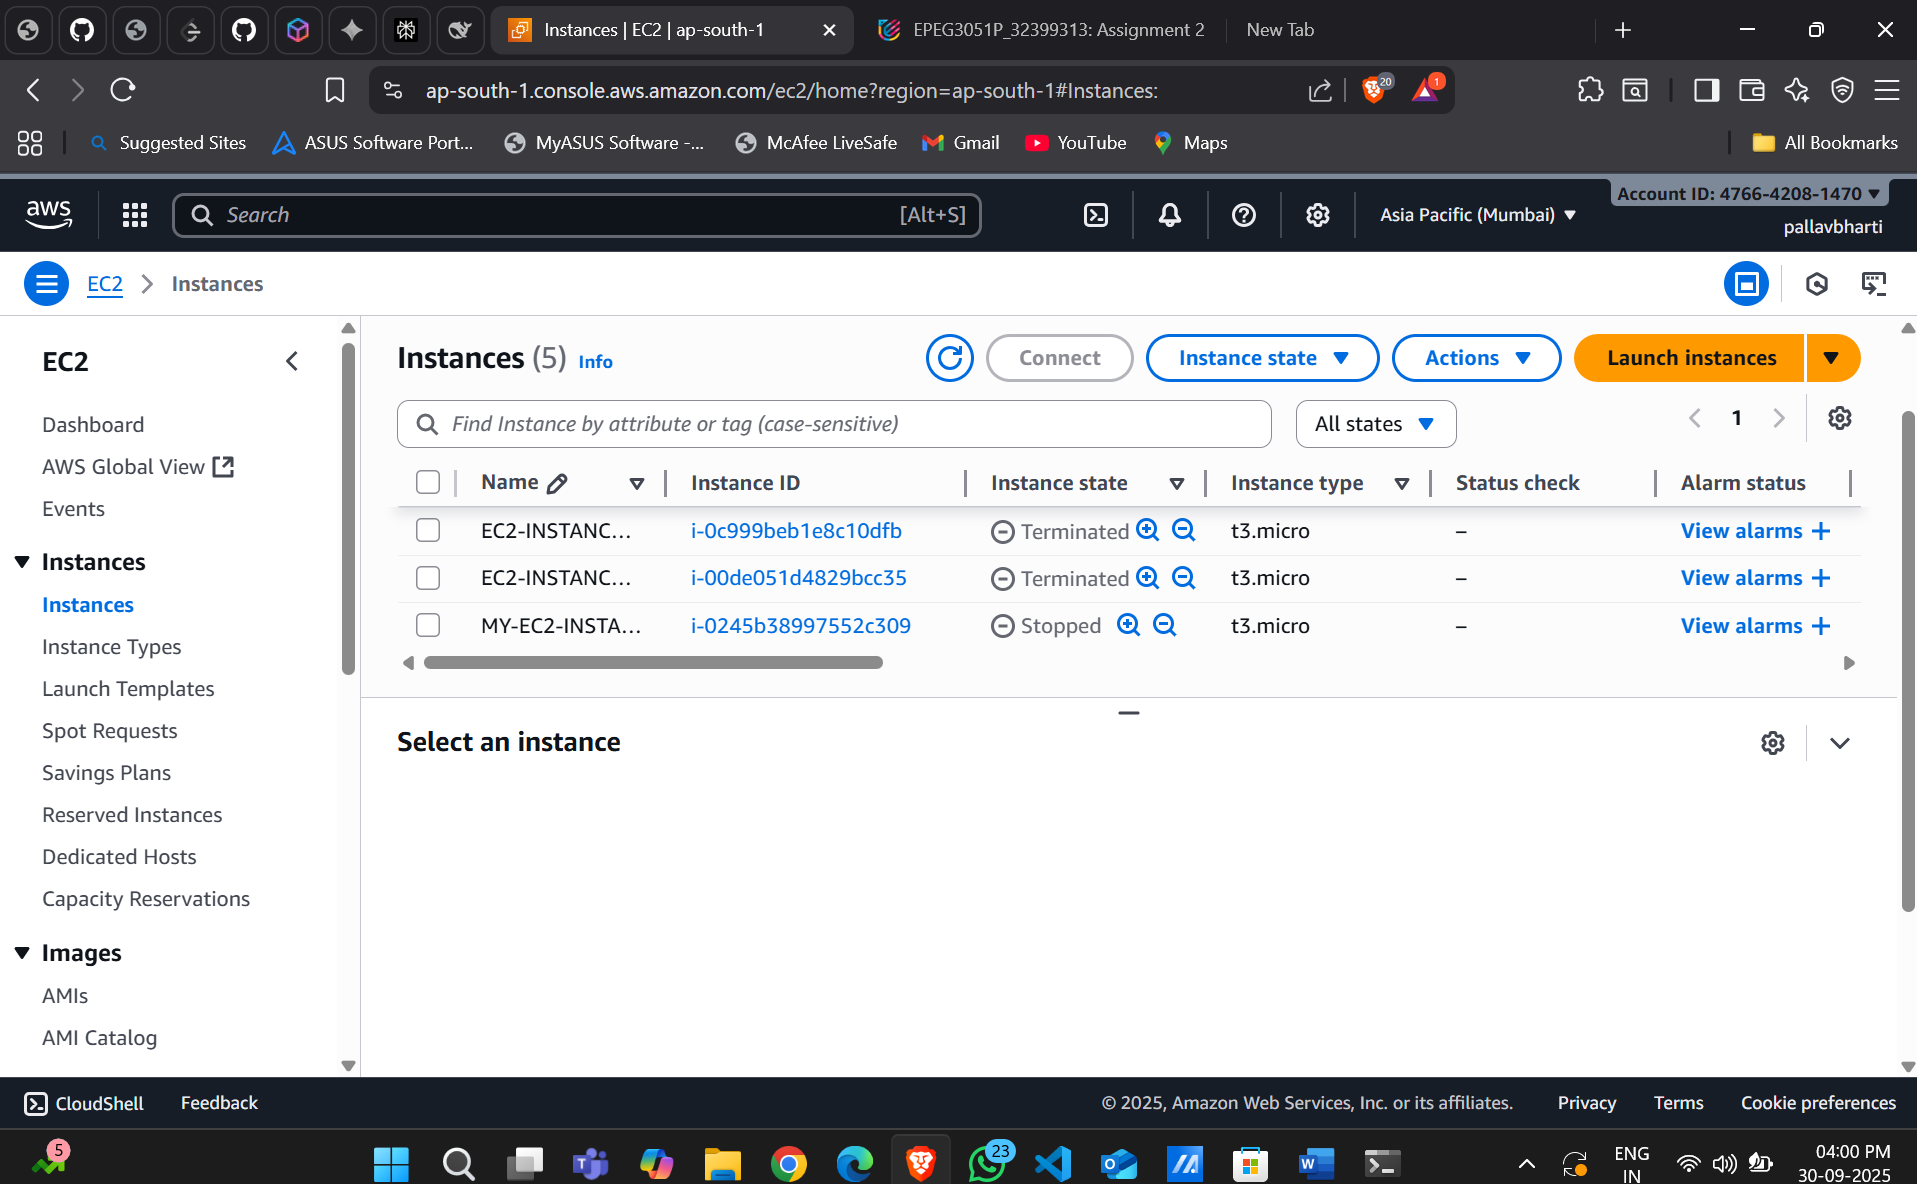 Instances | EC2 | ap-south-1
EPEG3051P_32399313: Assignment 2
New Tab
ap-south-1.console.aws.amazon.com/ec2/home?region=ap-south-1#Instances:
20
1
Suggested Sites
ASUS Software Port...
MyASUS Software -...
McAfee LiveSafe
Gmail
YouTube
Maps
All Bookmarks
aws
Search
[Alt+S]
Asia Pacific (Mumbai)
Account ID: 4766-4208-1470
pallavbharti
EC2
Instances
EC2
Dashboard
AWS Global View
Events
Instances
Instances
Instance Types
Launch Templates
Spot Requests
Savings Plans
Reserved Instances
Dedicated Hosts
Capacity Reservations
Images
AMIs
AMI Catalog
Instances (5) Info
Connect
Instance state
Actions
Launch instances
Find Instance by attribute or tag (case-sensitive)
All states
1
Name Instance ID Instance state Instance type Status check Alarm status
EC2-INSTANC... i-0c999beb1e8c10dfb Terminated t3.micro – View alarms +
EC2-INSTANC... i-00de051d4829bcc35 Terminated t3.micro – View alarms +
MY-EC2-INSTA... i-0245b38997552c309 Stopped t3.micro – View alarms +
Select an instance
CloudShell
Feedback
© 2025, Amazon Web Services, Inc. or its affiliates.
Privacy
Terms
Cookie preferences
5
23
ENG
IN
04:00 PM
30-09-2025